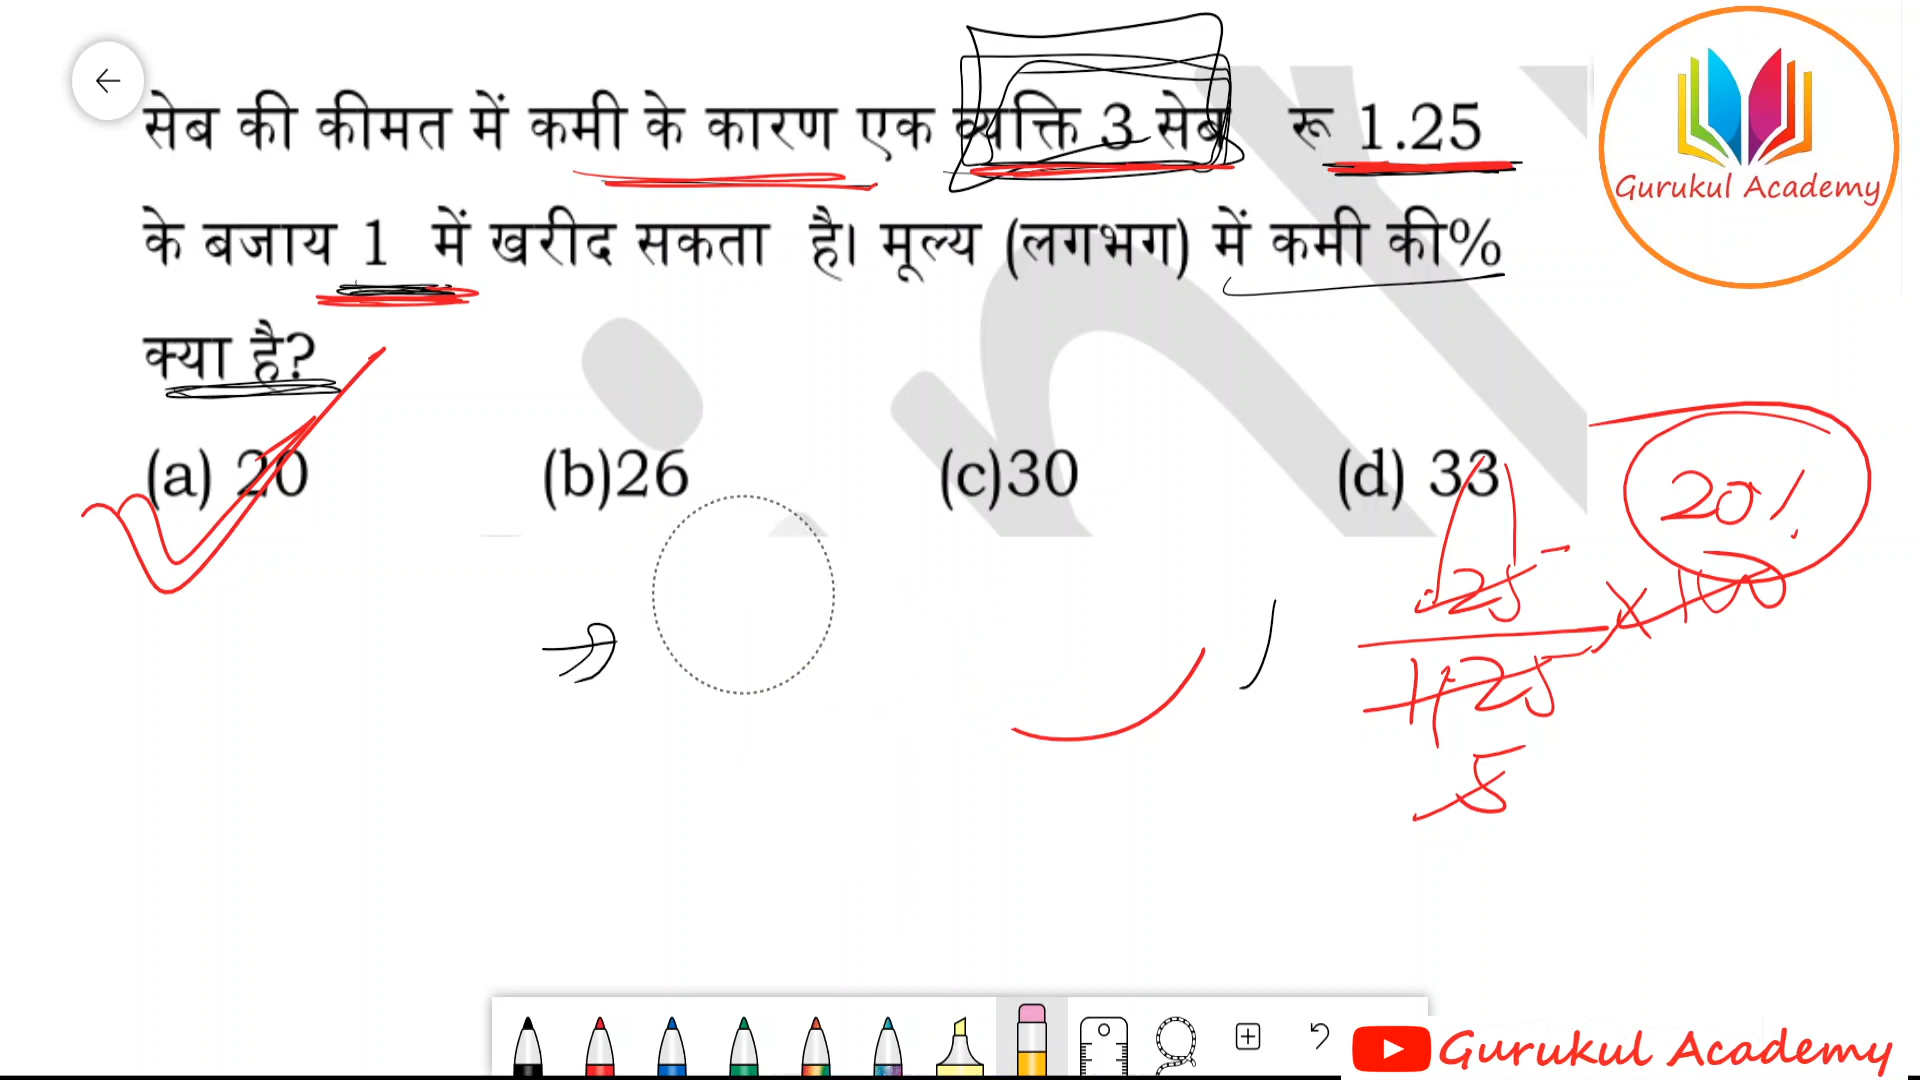 सेब की कीमत में कमी के कारण एक व्यक्ति 3 सेब रू 1.25
के बजाय 1 में खरीद सकता है। मूल्य (लगभग) में कमी की%
क्या है?
(a) 20 (b)26 (c)30 (d) 33
20%
.25
1.25
× 100
5
Gurukul Academy
Gurukul Academy